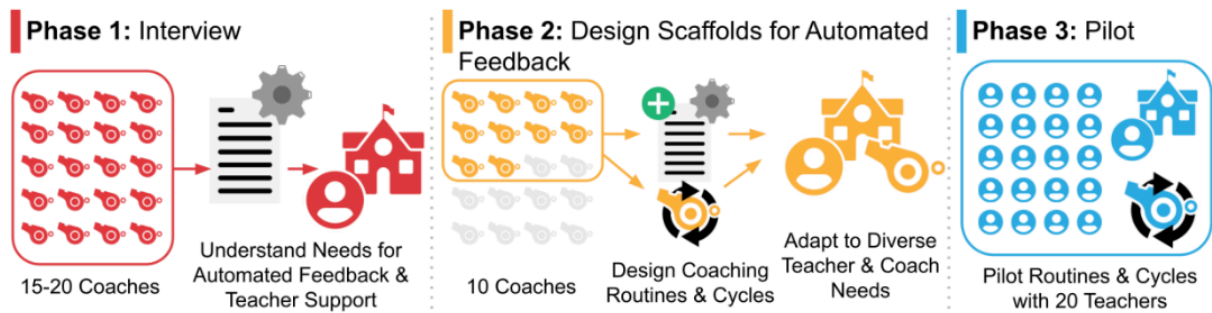 Phase 1: Interview
15-20 Coaches
Understand Needs for
Automated Feedback &
Teacher Support
Phase 2: Design Scaffolds for Automated
Feedback
10 Coaches
Design Coaching
Routines & Cycles
Adapt to Diverse
Teacher & Coach
Needs
Phase 3: Pilot
Pilot Routines & Cycles
with 20 Teachers